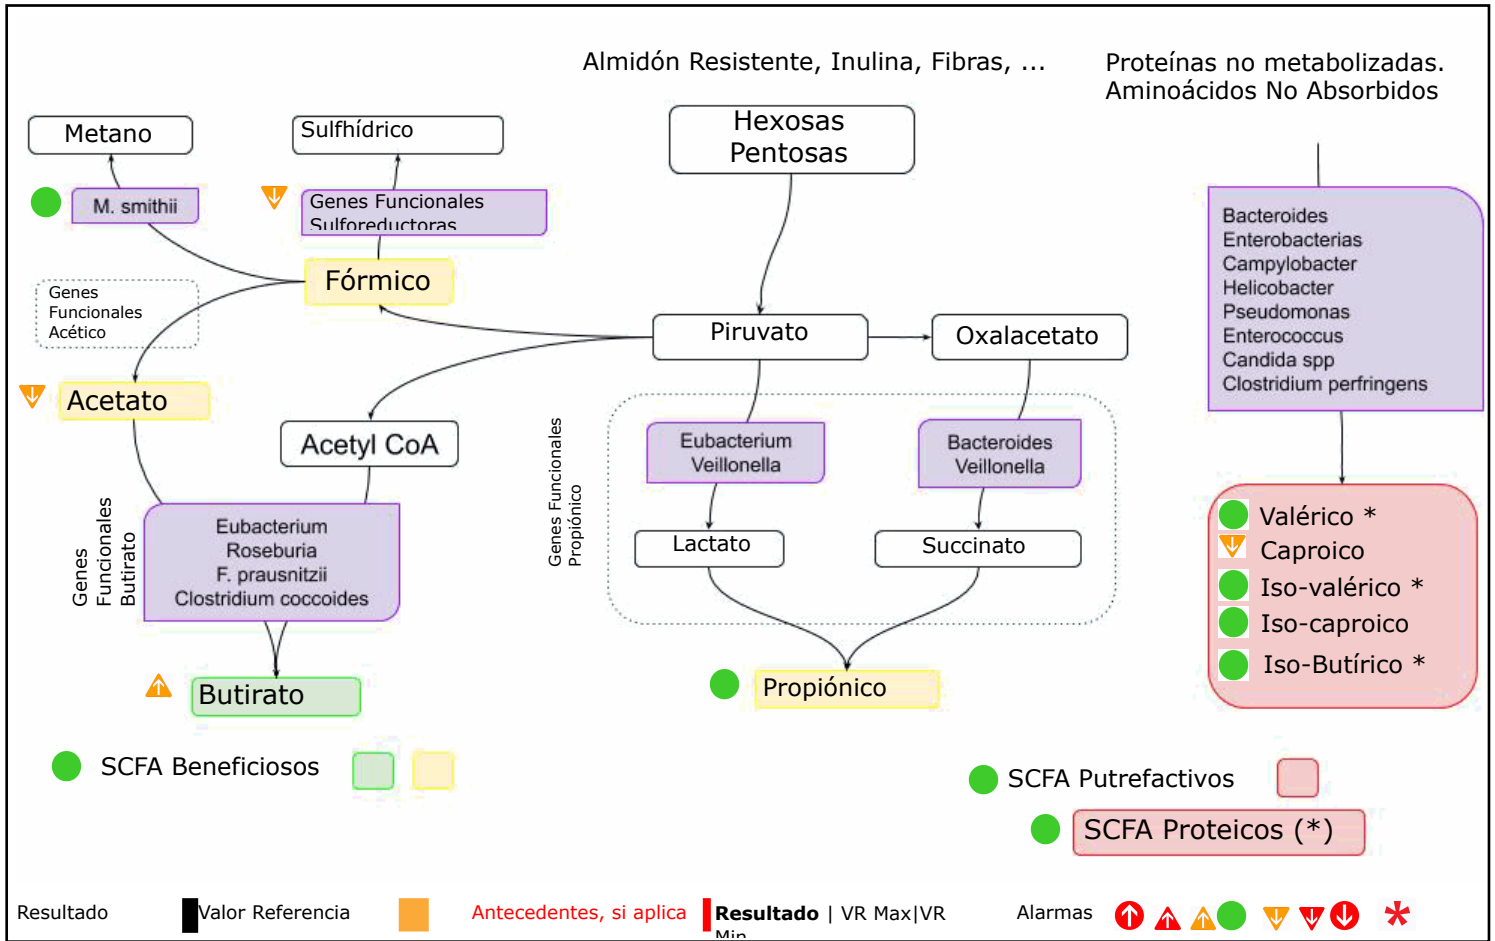 Almidón Resistente, Inulina, Fibras, ...
Proteínas no metabolizadas.
Aminoácidos No Absorbidos
Metano
Sulfhídrico
Hexosas
Pentosas
M. smithii
Genes Funcionales
Sulforeductoras
Bacteroides
Enterobacterias
Campylobacter
Helicobacter
Pseudomonas
Enterococcus
Candida spp
Clostridium perfringens
Fórmico
Genes
Funcionales
Acético
Piruvato
Oxalacetato
Acetato
Acetyl CoA
Genes Funcionales
Propiónico
Eubacterium
Veillonella
Bacteroides
Veillonella
Genes
Funcionales
Butirato
Eubacterium
Roseburia
F. prausnitzii
Clostridium coccoides
Lactato
Succinato
Valérico *
Caproico
Iso-valérico *
Iso-caproico
Iso-Butírico *
Butirato
Propiónico
SCFA Beneficiosos
SCFA Putrefactivos
SCFA Proteicos (*)
Resultado
Valor Referencia
Antecedentes, si aplica
Resultado | VR Max|VR
Min
Alarmas
*